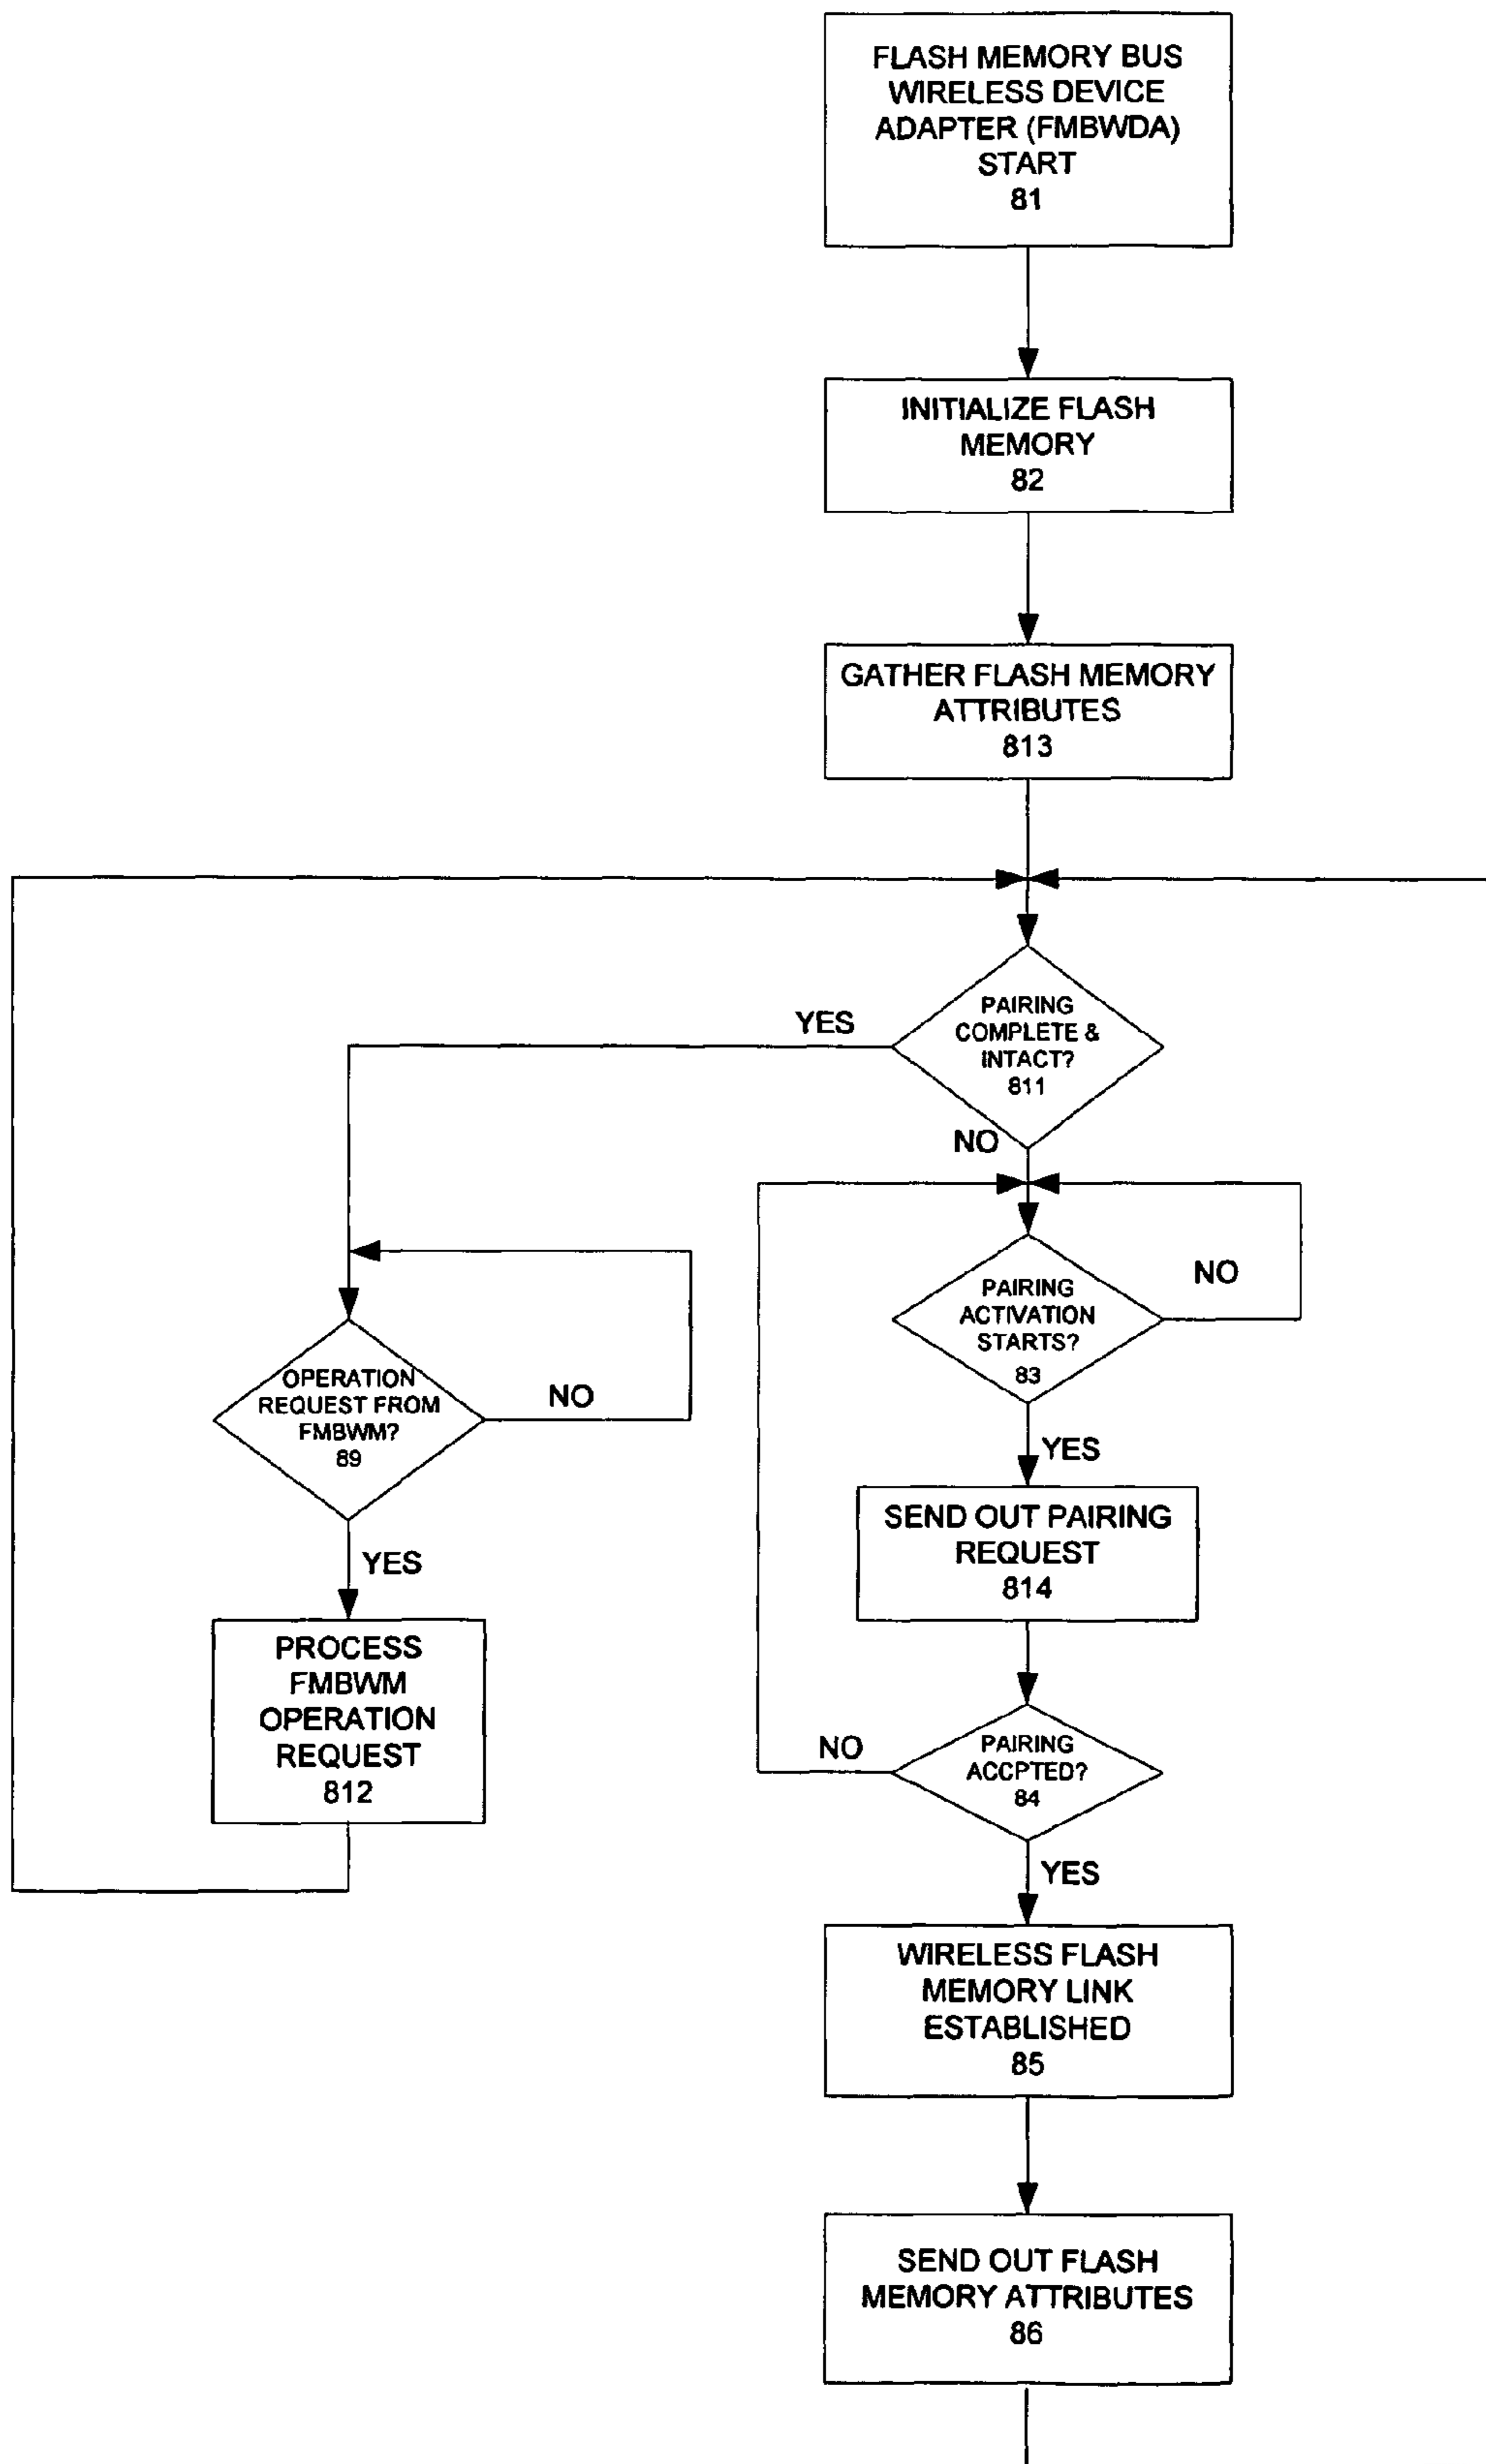 FLASH MEMORY BUS
WIRELESS DEVICE
ADAPTER (FMBWDA)
START
81
INITIALIZE FLASH
MEMORY
82
GATHER FLASH MEMORY
ATTRIBUTES
813
PAIRING
COMPLETE &
INTACT?
811
YES
NO
PAIRING
ACTIVATION
STARTS?
83
NO
YES
OPERATION
REQUEST FROM
FMBWM?
89
NO
YES
SEND OUT PAIRING
REQUEST
814
PROCESS
FMBWM
OPERATION
REQUEST
812
PAIRING
ACCPTED?
84
NO
YES
WIRELESS FLASH
MEMORY LINK
ESTABLISHED
85
SEND OUT FLASH
MEMORY ATTRIBUTES
86